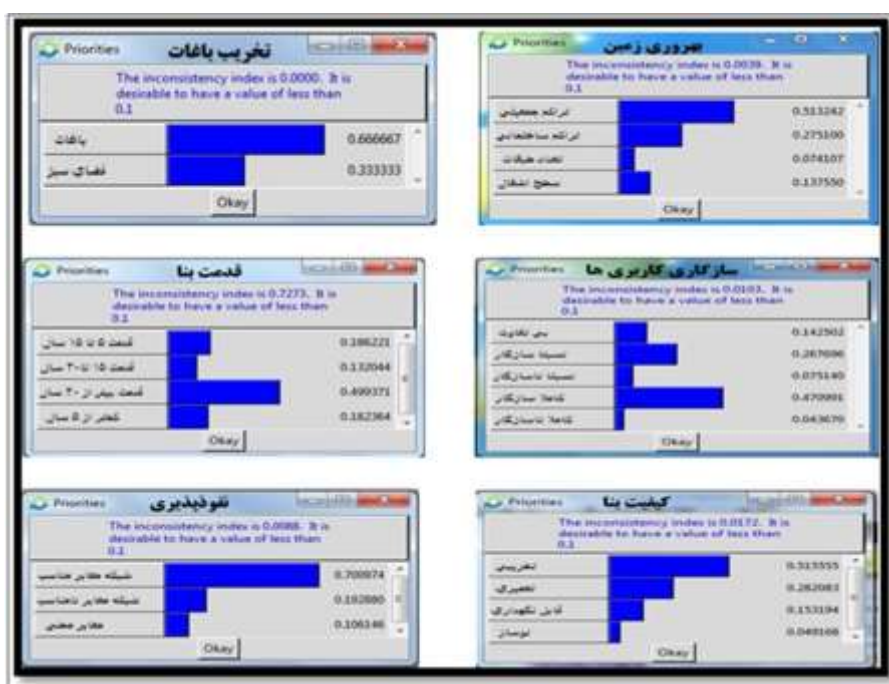 Priorities تخریب باغات
The inconsistency index is 0.0000. It is
desirable to have a value of less than
0.1
باغات 0.666667
فضای سبز 0.333333
Okay
Priorities بهروری زمین
The inconsistency index is 0.0039. It is
desirable to have a value of less than
0.1
تراکم جمعیتی 0.513242
تراکم ساختمانی 0.275100
تعداد طبقات 0.074107
سطح اشغال 0.137550
Okay
Priorities قدمت بنا
The inconsistency index is 0.7273. It is
desirable to have a value of less than
0.1
قدمت ۵ تا ۱۵ سال 0.186221
قدمت ۱۵ تا ۳۰ سال 0.132044
قدمت بیش از ۳۰ سال 0.499371
کمتر از ۵ سال 0.182364
Okay
Priorities سازگاری کاربری ها
The inconsistency index is 0.0103. It is
desirable to have a value of less than
0.1
بی تفاوت 0.142502
نسبتا سازگار
نسبتا ناسازگار 0.075140
کاملا سازگار 0.470991
کاملا ناسازگار 0.043670
Okay
Priorities نفوذپذیری
The inconsistency index is 0.0088. It is
desirable to have a value of less than
0.1
شبکه معابر مناسب 0.700974
شبکه معابر نامناسب 0.192880
معابر 0.106146
Okay
Priorities کیفیت بنا
The inconsistency index is 0.0172. It is
desirable to have a value of less than
0.1
تخریبی 0.515555
تعمیری 0.282083
قابل نگهداری 0.153194
نوساز 0.049168
Okay